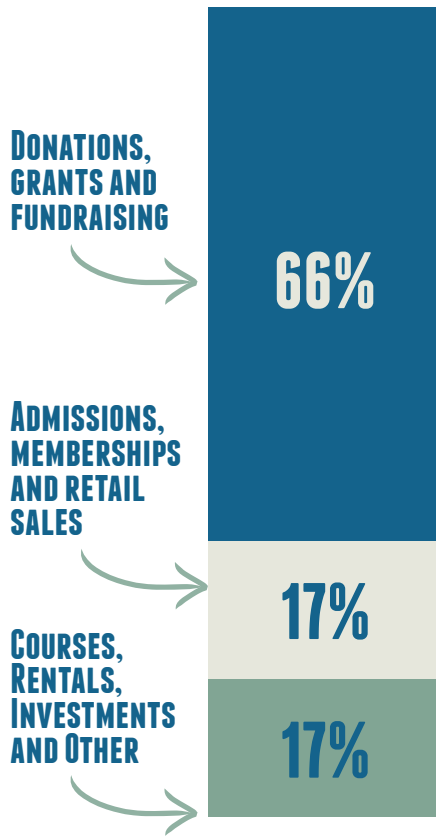 DONATIONS,
GRANTS AND
FUNDRAISING
66%
ADMISSIONS,
MEMBERSHIPS
AND RETAIL
SALES
17%
COURSES,
RENTALS,
INVESTMENTS
AND OTHER
17%